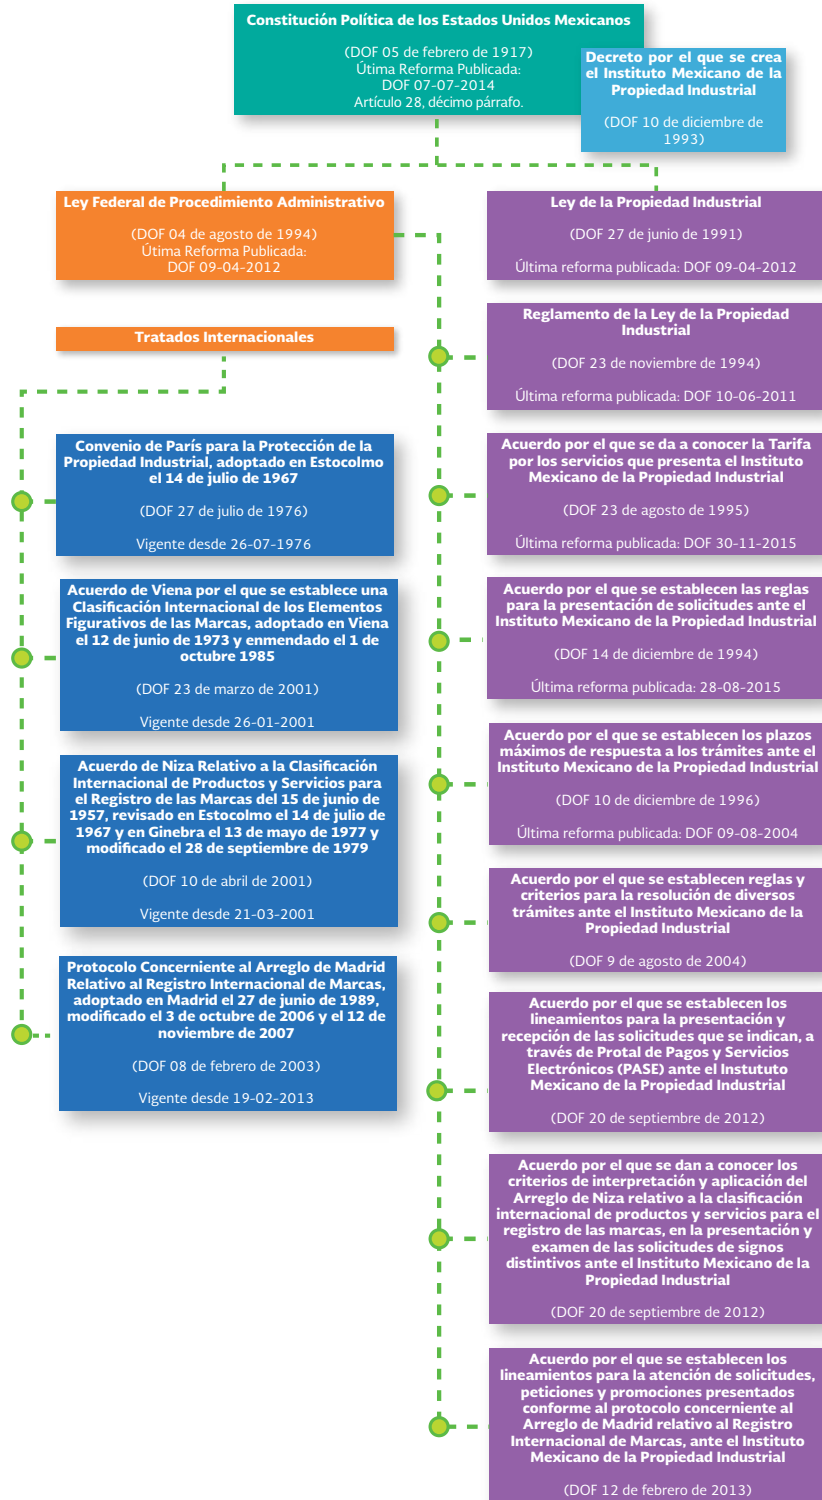 Constitución Política de los Estados Unidos Mexicanos
(DOF 05 de febrero de 1917)
Útima Reforma Publicada:
DOF 07-07-2014
Artículo 28, décimo párrafo.
Decreto por el que se crea
el Instituto Mexicano de la
Propiedad Industrial
(DOF 10 de diciembre de
1993)
Ley Federal de Procedimiento Administrativo
(DOF 04 de agosto de 1994)
Útima Reforma Publicada:
DOF 09-04-2012
Tratados Internacionales
Convenio de París para la Protección de la
Propiedad Industrial, adoptado en Estocolmo
el 14 de julio de 1967
(DOF 27 de julio de 1976)
Vigente desde 26-07-1976
Acuerdo de Viena por el que se establece una
Clasificación Internacional de los Elementos
Figurativos de las Marcas, adoptado en Viena
el 12 de junio de 1973 y enmendado el 1 de
octubre 1985
(DOF 23 de marzo de 2001)
Vigente desde 26-01-2001
Acuerdo de Niza Relativo a la Clasificación
Internacional de Productos y Servicios para
el Registro de las Marcas del 15 de junio de
1957, revisado en Estocolmo el 14 de julio de
1967 y en Ginebra el 13 de mayo de 1977 y
modificado el 28 de septiembre de 1979
(DOF 10 de abril de 2001)
Vigente desde 21-03-2001
Protocolo Concerniente al Arreglo de Madrid
Relativo al Registro Internacional de Marcas,
adoptado en Madrid el 27 de junio de 1989,
modificado el 3 de octubre de 2006 y el 12 de
noviembre de 2007
(DOF 08 de febrero de 2003)
Vigente desde 19-02-2013
Ley de la Propiedad Industrial
(DOF 27 de junio de 1991)
Última reforma publicada: DOF 09-04-2012
Reglamento de la Ley de la Propiedad
Industrial
(DOF 23 de noviembre de 1994)
Última reforma publicada: DOF 10-06-2011
Acuerdo por el que se da a conocer la Tarifa
por los servicios que presenta el Instituto
Mexicano de la Propiedad Industrial
(DOF 23 de agosto de 1995)
Última reforma publicada: DOF 30-11-2015
Acuerdo por el que se establecen las reglas
para la presentación de solicitudes ante el
Instituto Mexicano de la Propiedad Industrial
(DOF 14 de diciembre de 1994)
Última reforma publicada: 28-08-2015
Acuerdo por el que se establecen los plazos
máximos de respuesta a los trámites ante el
Instituto Mexicano de la Propiedad Industrial
(DOF 10 de diciembre de 1996)
Última reforma publicada: DOF 09-08-2004
Acuerdo por el que se establecen reglas y
criterios para la resolución de diversos
trámites ante el Instituto Mexicano de la
Propiedad Industrial
(DOF 9 de agosto de 2004)
Acuerdo por el que se establecen los
lineamientos para la presentación y
recepción de las solicitudes que se indican, a
través de Protal de Pagos y Servicios
Electrónicos (PASE) ante el Instututo
Mexicano de la Propiedad Industrial
(DOF 20 de septiembre de 2012)
Acuerdo por el que se dan a conocer los
criterios de interpretación y aplicación del
Arreglo de Niza relativo a la clasificación
internacional de productos y servicios para el
registro de las marcas, en la presentación y
examen de las solicitudes de signos
distintivos ante el Instituto Mexicano de la
Propiedad Industrial
(DOF 20 de septiembre de 2012)
Acuerdo por el que se establecen los
lineamientos para la atención de solicitudes,
peticiones y promociones presentados
conforme al protocolo concerniente al
Arreglo de Madrid relativo al Registro
Internacional de Marcas, ante el Instituto
Mexicano de la Propiedad Industrial
(DOF 12 de febrero de 2013)